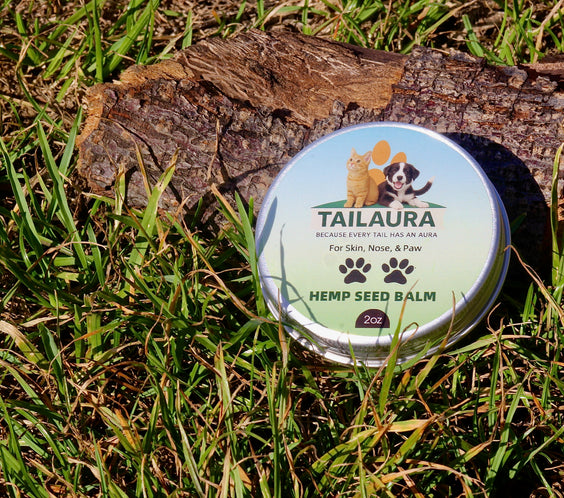 TAILAURA
BECAUSE EVERY TAIL HAS AN AURA
For Skin, Nose, & Paw
HEMP SEED BALM
2oz